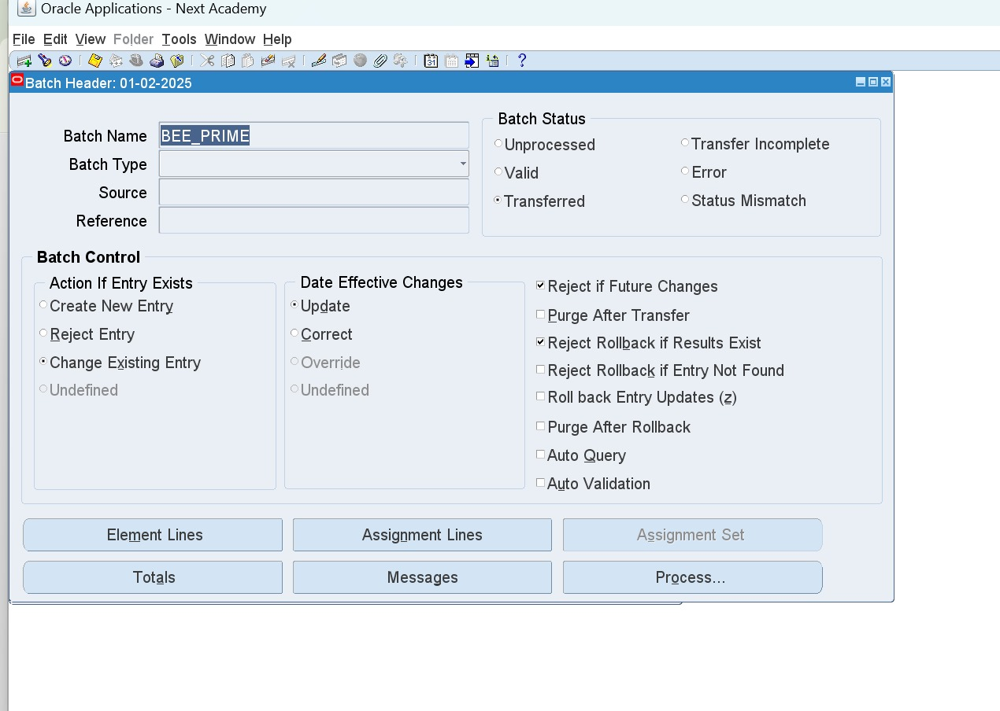 Oracle Applications - Next Academy
File Edit View Folder Tools Window Help
Batch Header: 01-02-2025
Batch Name BEE_PRIME
Batch Type
Source
Reference
Batch Status
Unprocessed Transfer Incomplete
Valid Error
Transferred Status Mismatch
Batch Control
Action If Entry Exists
Create New Entry
Reject Entry
Change Existing Entry
Undefined
Date Effective Changes
Update
Correct
Override
Undefined
Reject if Future Changes
Purge After Transfer
Reject Rollback if Results Exist
Reject Rollback if Entry Not Found
Roll back Entry Updates (z)
Purge After Rollback
Auto Query
Auto Validation
Element Lines Assignment Lines Assignment Set
Totals Messages Process...